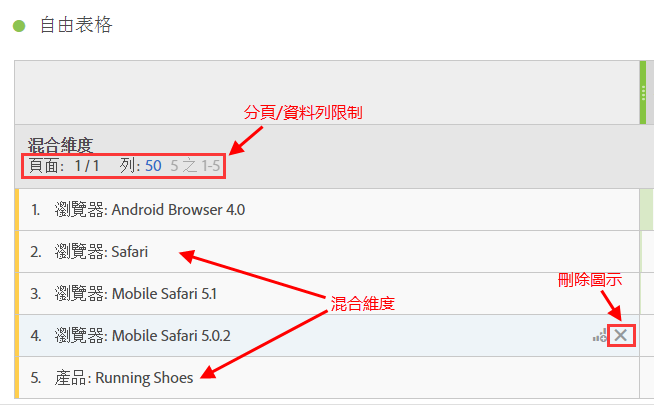 自由表格
分頁/資料列限制
混合維度
頁面: 1 / 1 列: 50 5 之 1-5
1. 瀏覽器: Android Browser 4.0
2. 瀏覽器: Safari
3. 瀏覽器: Mobile Safari 5.1
刪除圖示
混合維度
4. 瀏覽器: Mobile Safari 5.0.2
5. 產品: Running Shoes